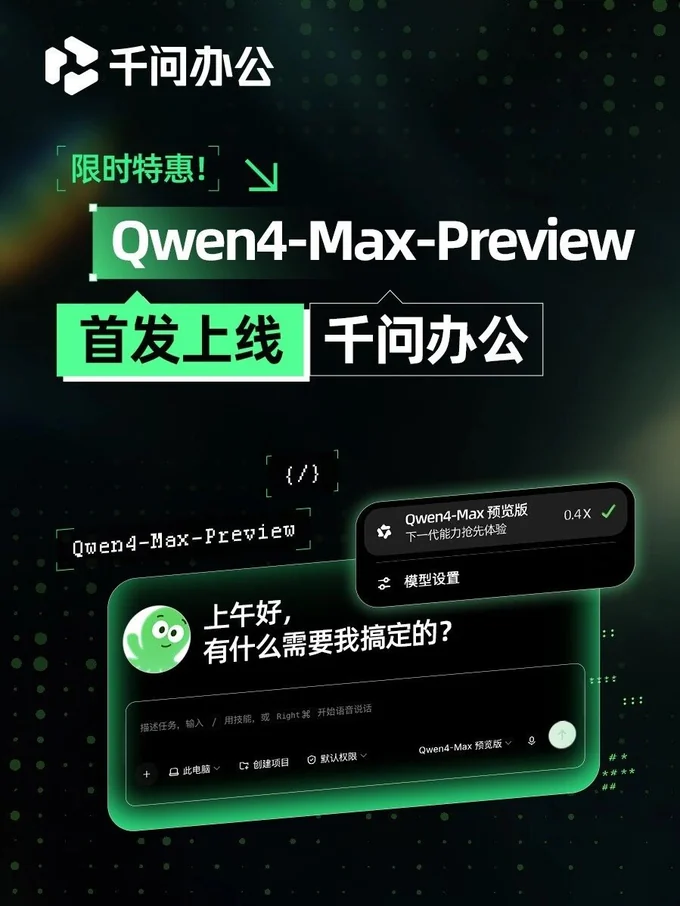 千问办公
限时特惠!
Qwen4-Max-Preview
首发上线 千问办公
{/}
Qwen4-Max-Preview
Qwen4-Max 预览版 0.4X
下一代能力抢先体验
模型设置
上午好，
有什么需要我搞定的？
描述任务，输入 / 用技能，或 Right⌘ 开始语音说话
+ 此电脑 创建项目 默认权限 Qwen4-Max 预览版
#*
**#**
##